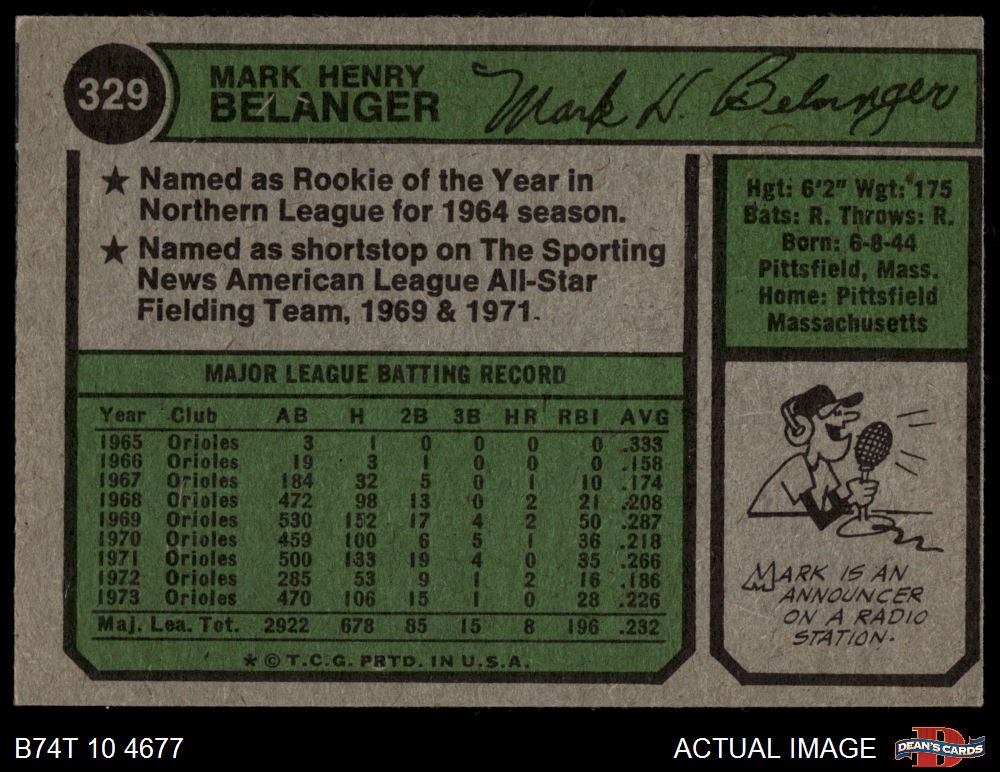 329
MARK HENRY
BELANGER
Mark H. Belanger
★ Named as Rookie of the Year in
Northern League for 1964 season.
★ Named as shortstop on The Sporting
News American League All-Star
Fielding Team, 1969 & 1971.
Hgt: 6'2" Wgt: 175
Bats: R. Throws: R.
Born: 6-8-44
Pittsfield, Mass.
Home: Pittsfield
Massachusetts
MAJOR LEAGUE BATTING RECORD
Year Club AB H 2B 3B HR RBI AVG
1965 Orioles 3 1 0 0 0 0 .333
1966 Orioles 19 3 1 0 0 0 .158
1967 Orioles 184 32 5 0 1 10 .174
1968 Orioles 472 98 13 0 2 21 .208
1969 Orioles 530 152 17 4 2 50 .287
1970 Orioles 459 100 6 5 1 36 .218
1971 Orioles 500 133 19 4 0 35 .266
1972 Orioles 285 53 9 1 2 16 .186
1973 Orioles 470 106 15 1 0 28 .226
Maj. Lea. Tot. 2922 678 85 15 8 196 .232
* © T.C.G. PRTD. IN U.S.A.
MARK IS AN
ANNOUNCER
ON A RADIO
STATION.
B74T 10 4677
ACTUAL IMAGE
D
DEAN'S CARDS